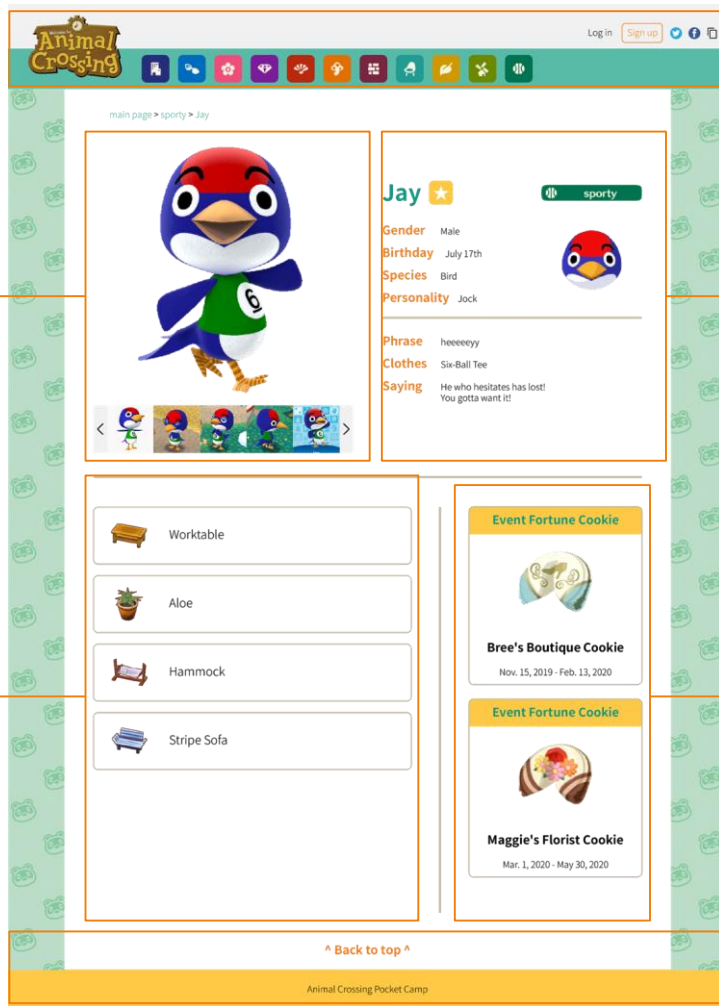 Welcome to
Animal
Crossing
Log in
Sign up
main page > sporty > Jay
Jay
sporty
Gender Male
Birthday July 17th
Species Bird
Personality Jock
Phrase heeeeeyy
Clothes Six-Ball Tee
Saying He who hesitates has lost!
You gotta want it!
6
Worktable
Aloe
Hammock
Stripe Sofa
Event Fortune Cookie
Bree's Boutique Cookie
Nov. 15, 2019 - Feb. 13, 2020
Event Fortune Cookie
Maggie's Florist Cookie
Mar. 1, 2020 - May 30, 2020
^ Back to top ^
Animal Crossing Pocket Camp